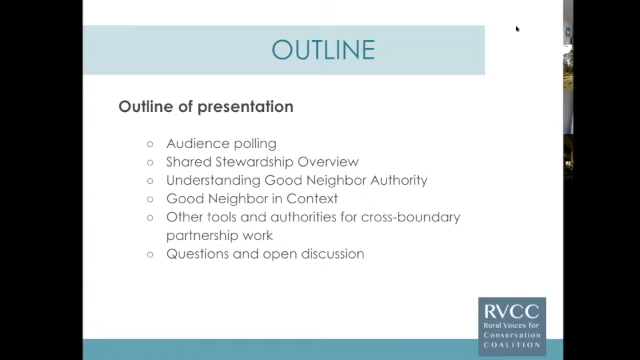 OUTLINE
Outline of presentation
○ Audience polling
○ Shared Stewardship Overview
○ Understanding Good Neighbor Authority
○ Good Neighbor in Context
○ Other tools and authorities for cross-boundary
partnership work
○ Questions and open discussion
RVCC
Rural Voices for
Conservation
COALITION